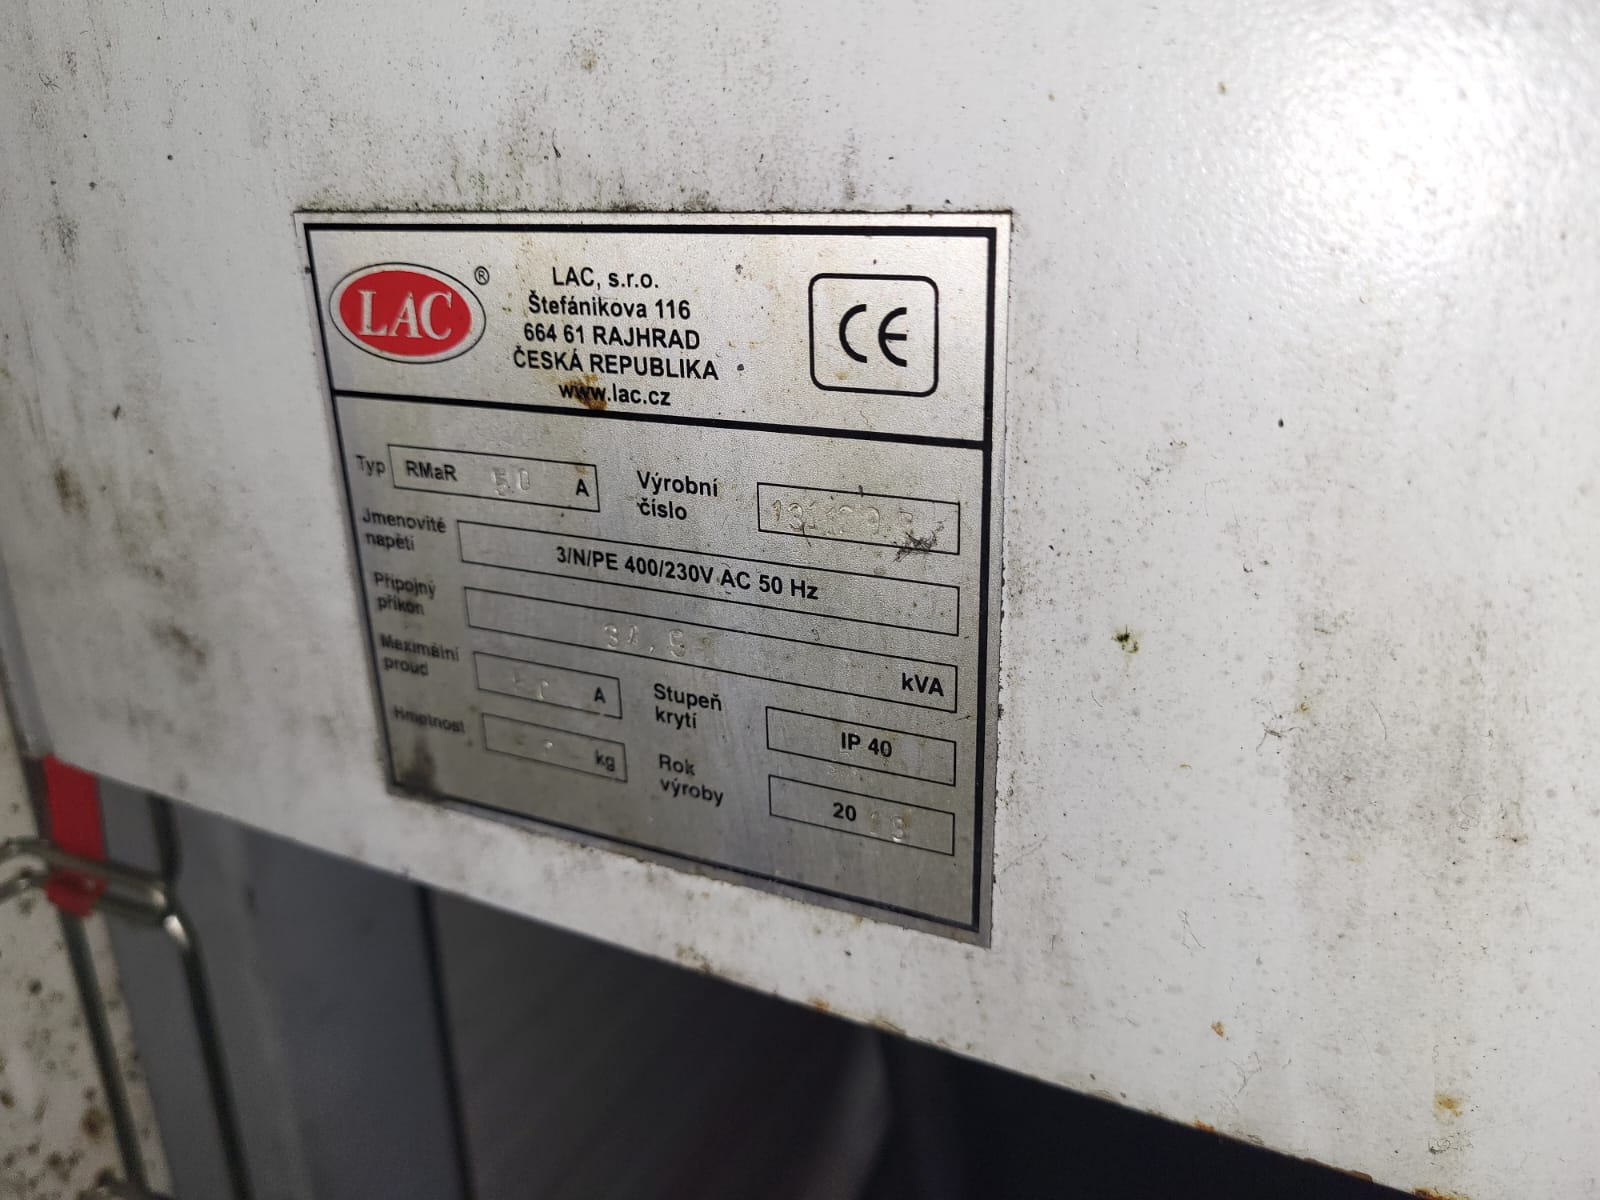 LAC ®
LAC, s.r.o.
Štefánikova 116
664 61 RAJHRAD
ČESKÁ REPUBLIKA
www.lac.cz
CE
Typ RMaR 50 A
Výrobní číslo
Jmenovité napětí 3/N/PE 400/230V AC 50 Hz
Připojný příkon kVA
Maximální proud A
Stupeň krytí IP 40
Hmotnost kg
Rok výroby 20